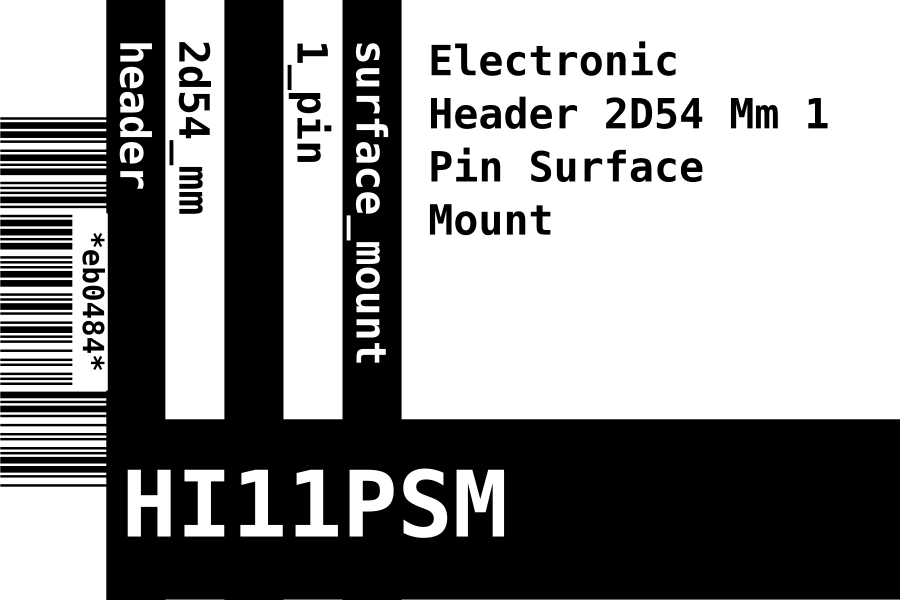 *eb0484*
header
2d54_mm
1_pin
surface_mount
Electronic
Header 2D54 Mm 1
Pin Surface
Mount
HI11PSM